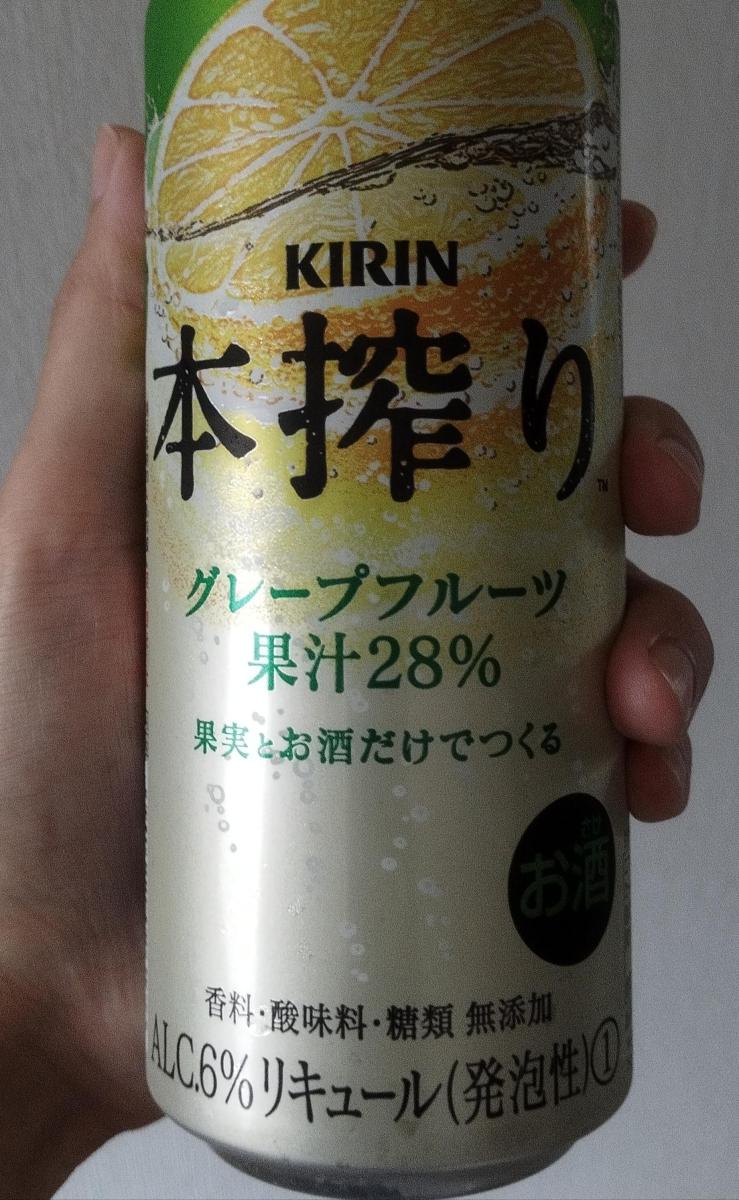 KIRIN
本搾り™
グレープフルーツ
果汁28%
果実とお酒だけでつくる
さけ
お酒
香料・酸味料・糖類 無添加
ALC.6%リキュール(発泡性)①